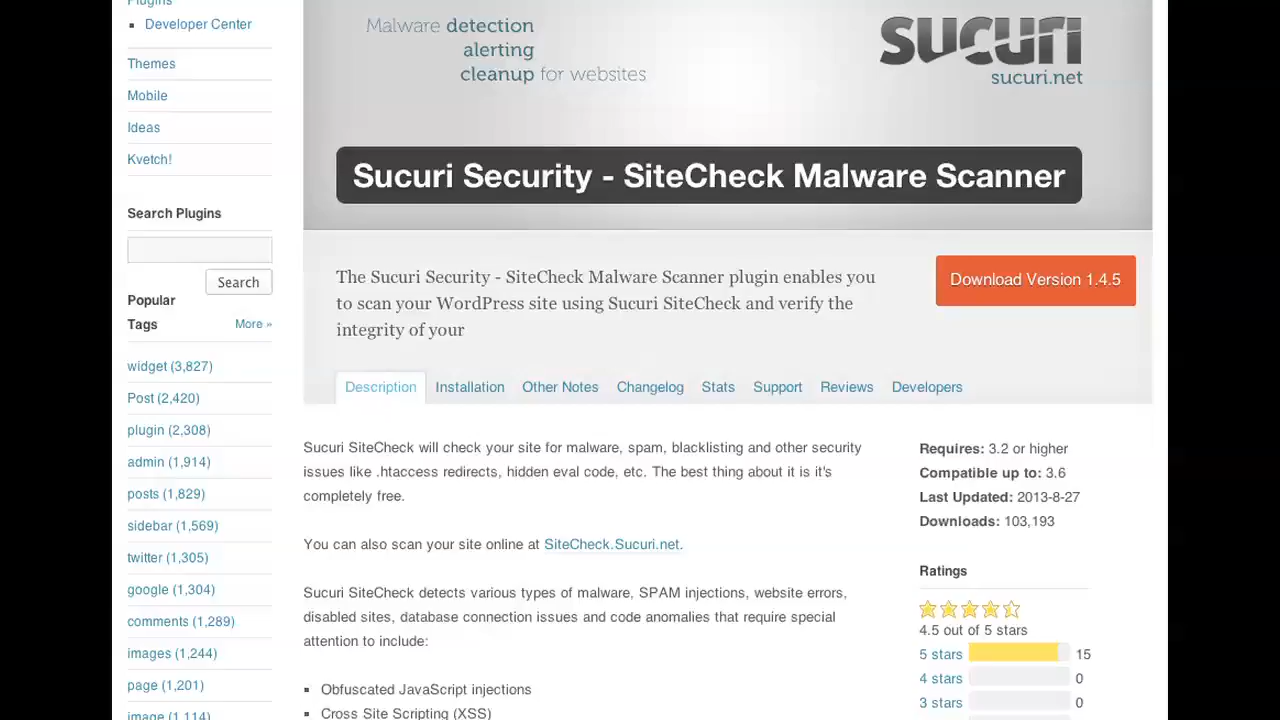 Plugins
Developer Center
Themes
Mobile
Ideas
Kvetch!
Search Plugins
Search
Popular
Tags
More »
widget (3,827)
Post (2,420)
plugin (2,308)
admin (1,914)
posts (1,829)
sidebar (1,569)
twitter (1,305)
google (1,304)
comments (1,289)
images (1,244)
page (1,201)
image (1,114)
Malware detection
alerting
cleanup for websites
sucuri
sucuri.net
Sucuri Security - SiteCheck Malware Scanner
The Sucuri Security - SiteCheck Malware Scanner plugin enables you
to scan your WordPress site using Sucuri SiteCheck and verify the
integrity of your
Download Version 1.4.5
Description Installation Other Notes Changelog Stats Support Reviews Developers
Sucuri SiteCheck will check your site for malware, spam, blacklisting and other security
issues like .htaccess redirects, hidden eval code, etc. The best thing about it is it's
completely free.
You can also scan your site online at SiteCheck.Sucuri.net.
Sucuri SiteCheck detects various types of malware, SPAM injections, website errors,
disabled sites, database connection issues and code anomalies that require special
attention to include:
Obfuscated JavaScript injections
Cross Site Scripting (XSS)
Requires: 3.2 or higher
Compatible up to: 3.6
Last Updated: 2013-8-27
Downloads: 103,193
Ratings
4.5 out of 5 stars
5 stars 15
4 stars 0
3 stars 0